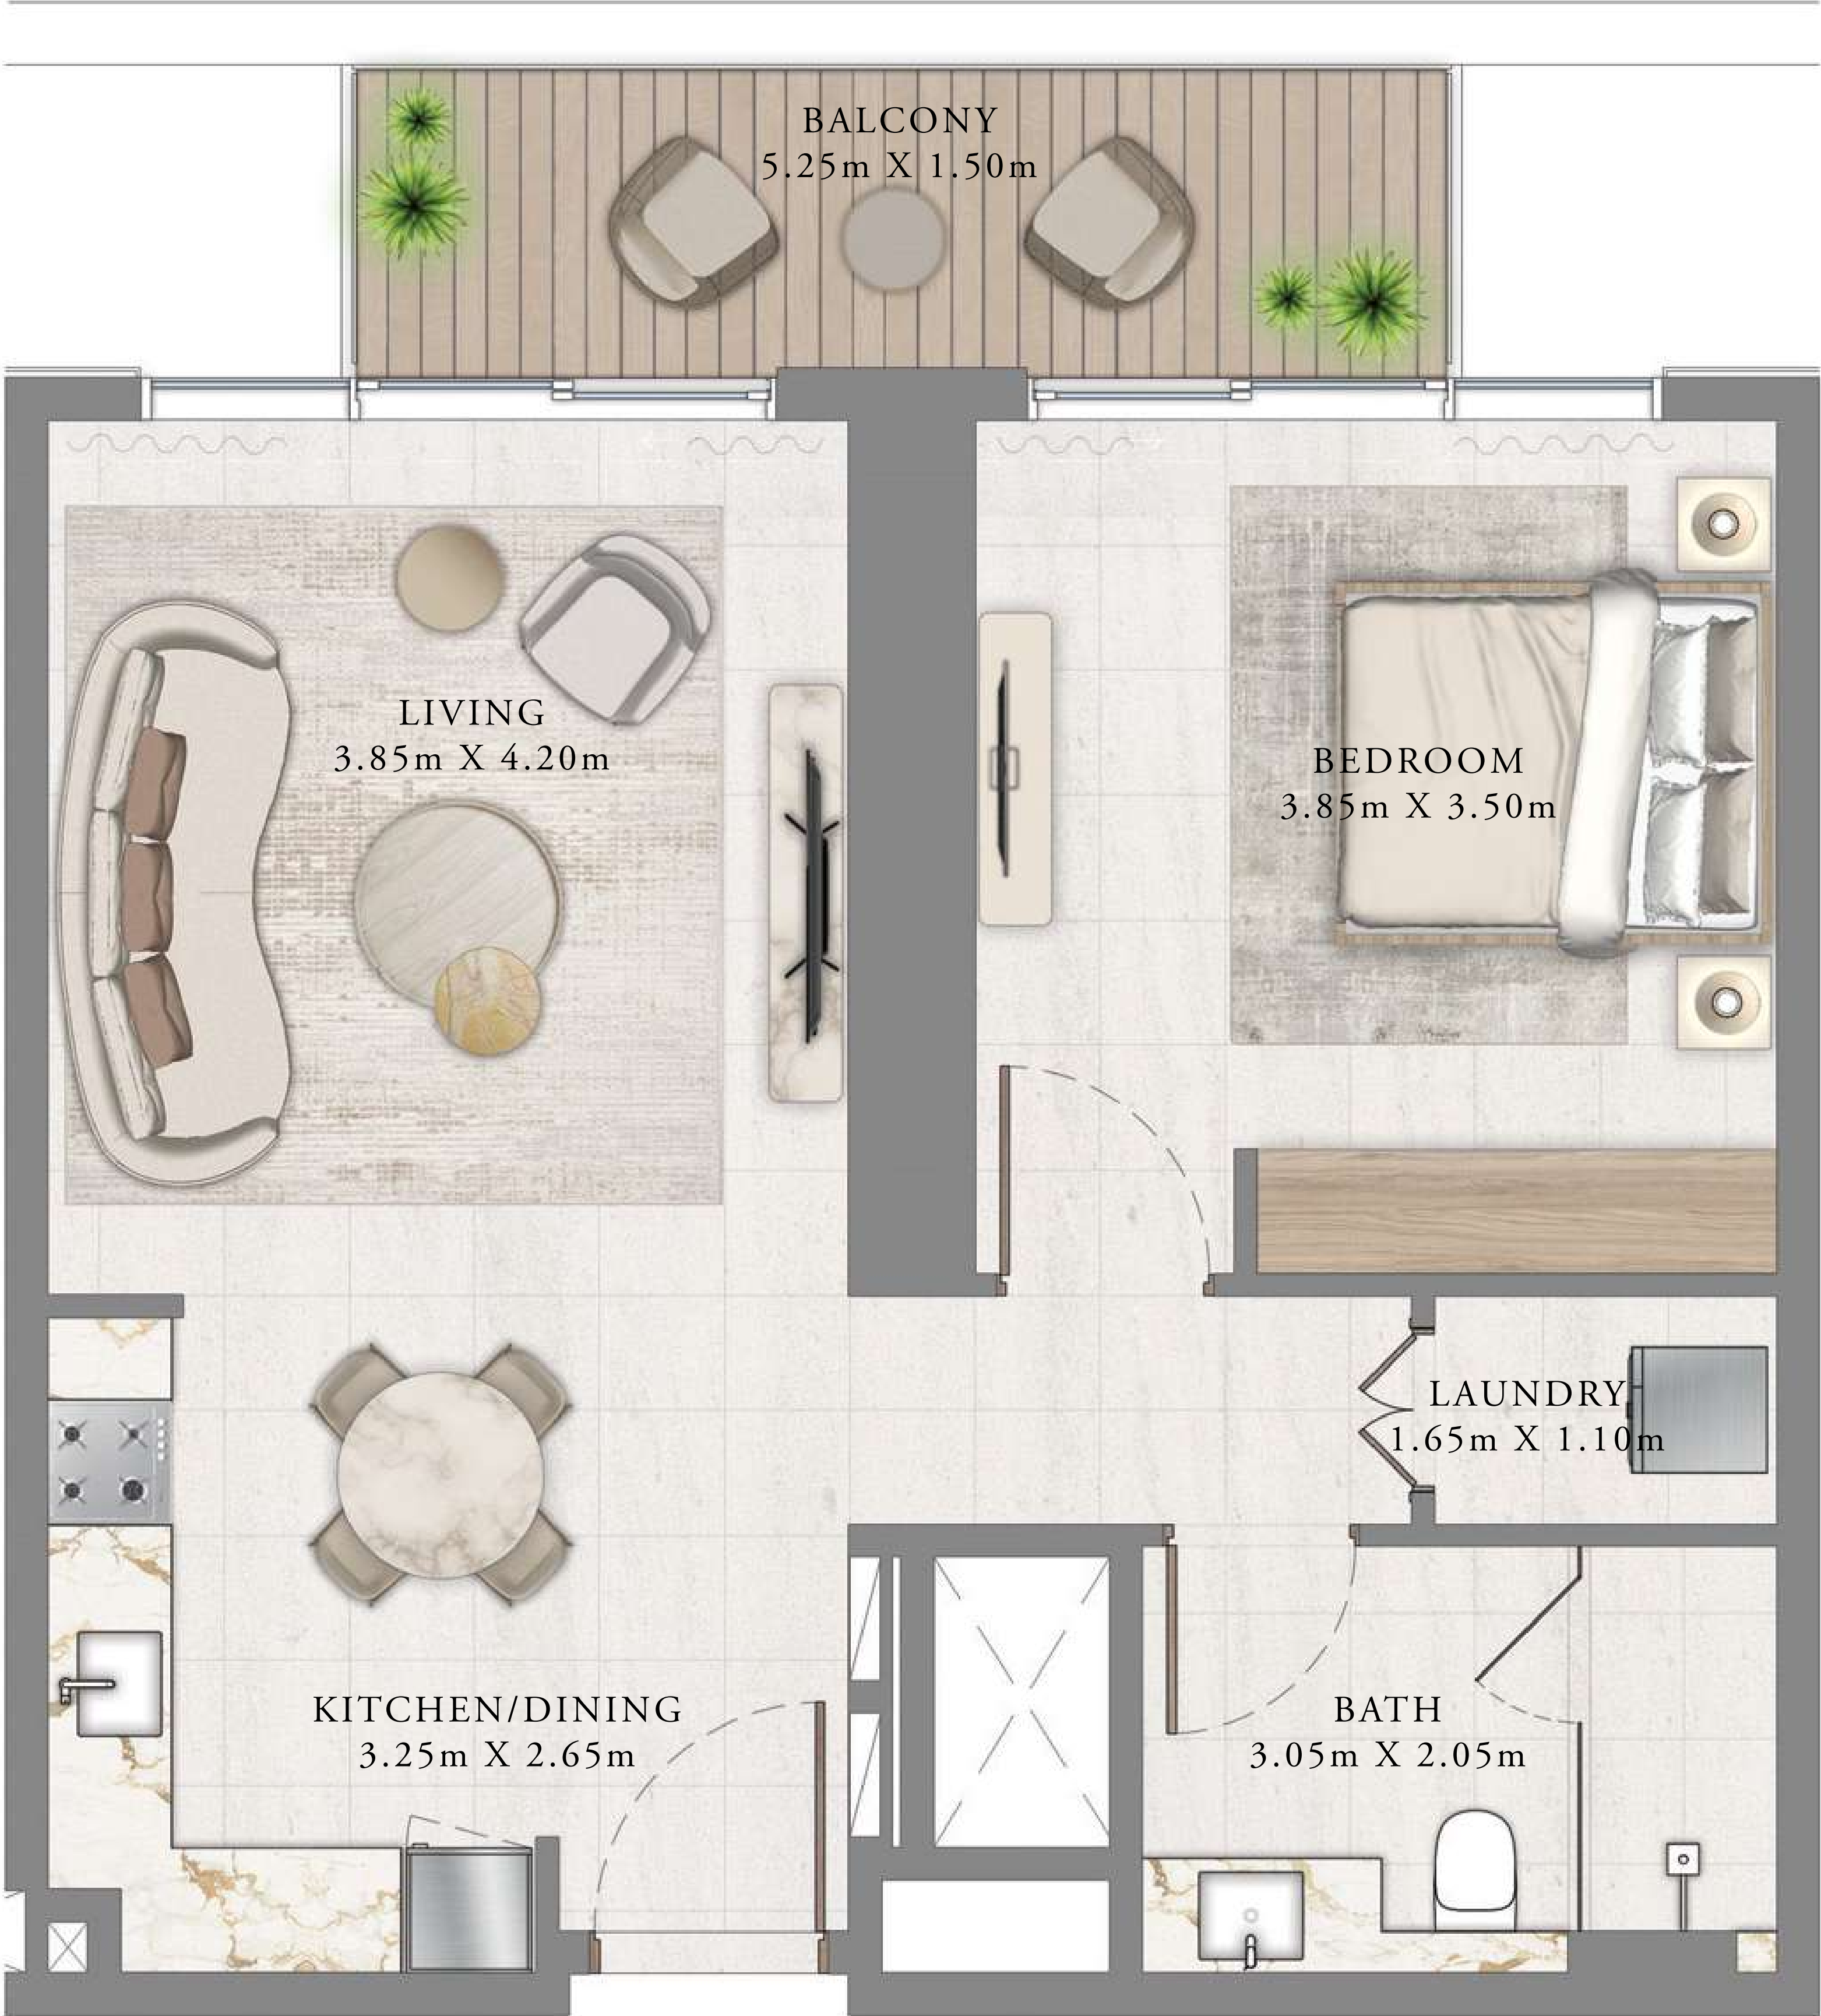 BALCONY
5.25m X 1.50m
LIVING
3.85m X 4.20m
BEDROOM
3.85m X 3.50m
LAUNDRY
1.65m X 1.10m
KITCHEN/DINING
3.25m X 2.65m
BATH
3.05m X 2.05m